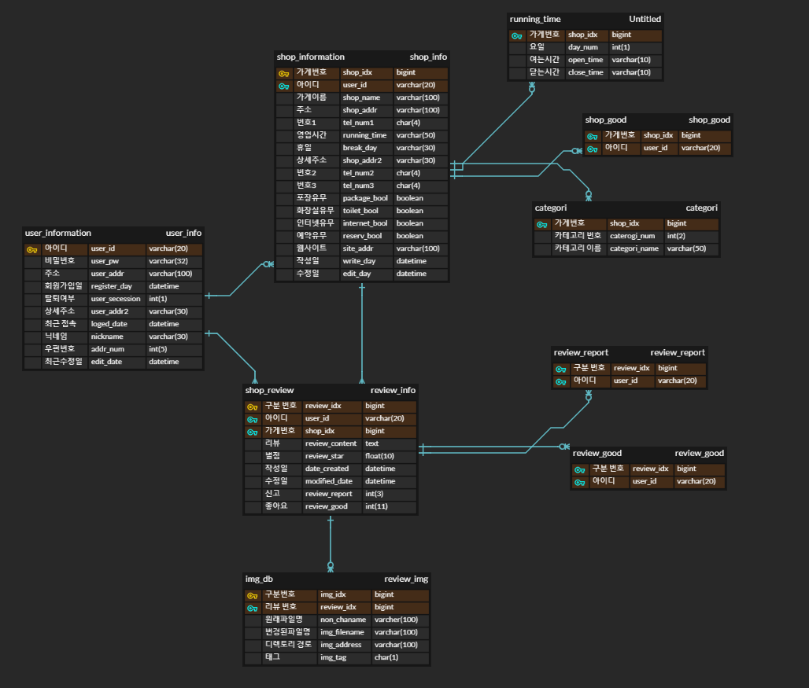 running_time Untitled
가게번호 shop_idx bigint
요일 day_num int(1)
여는시간 open_time varchar(10)
닫는시간 close_time varchar(10)
shop_information shop_info
가게번호 shop_idx bigint
아이디 user_id varchar(20)
가게이름 shop_name varchar(100)
주소 shop_addr varchar(100)
번호1 tel_num1 char(4)
영업시간 running_time varchar(50)
휴일 break_day varchar(30)
상세주소 shop_addr2 varchar(30)
번호2 tel_num2 char(4)
번호3 tel_num3 char(4)
포장유무 package_bool boolean
화장실유무 toilet_bool boolean
인터넷유무 internet_bool boolean
예약유무 reserv_bool boolean
웹사이트 site_addr varchar(100)
작성일 write_day datetime
수정일 edit_day datetime
shop_good shop_good
가게번호 shop_idx bigint
아이디 user_id varchar(20)
categori categori
가게번호 shop_idx bigint
카테고리 번호 caterogi_num int(2)
카테고리 이름 categori_name varchar(50)
user_information user_info
아이디 user_id varchar(20)
비밀번호 user_pw varchar(32)
주소 user_addr varchar(100)
회원가입일 register_day datetime
탈퇴여부 user_secession int(1)
상세주소 user_addr2 varchar(30)
최근 접속 loged_date datetime
닉네임 nickname varchar(30)
우편번호 addr_num int(5)
최근수정일 edit_date datetime
review_report review_report
구분 번호 review_idx bigint
아이디 user_id varchar(20)
shop_review review_info
구분 번호 review_idx bigint
아이디 user_id varchar(20)
가게번호 shop_idx bigint
리뷰 review_content text
별점 review_star float(10)
작성일 date_created datetime
수정일 modified_date datetime
신고 review_report int(3)
좋아요 review_good int(11)
review_good review_good
구분 번호 review_idx bigint
아이디 user_id varchar(20)
img_db review_img
구분번호 img_idx bigint
리뷰 번호 review_idx bigint
원래파일명 non_chaname varcher(100)
변경된파일명 img_filename varchar(100)
디렉토리 경로 img_address varchar(100)
태그 img_tag char(1)